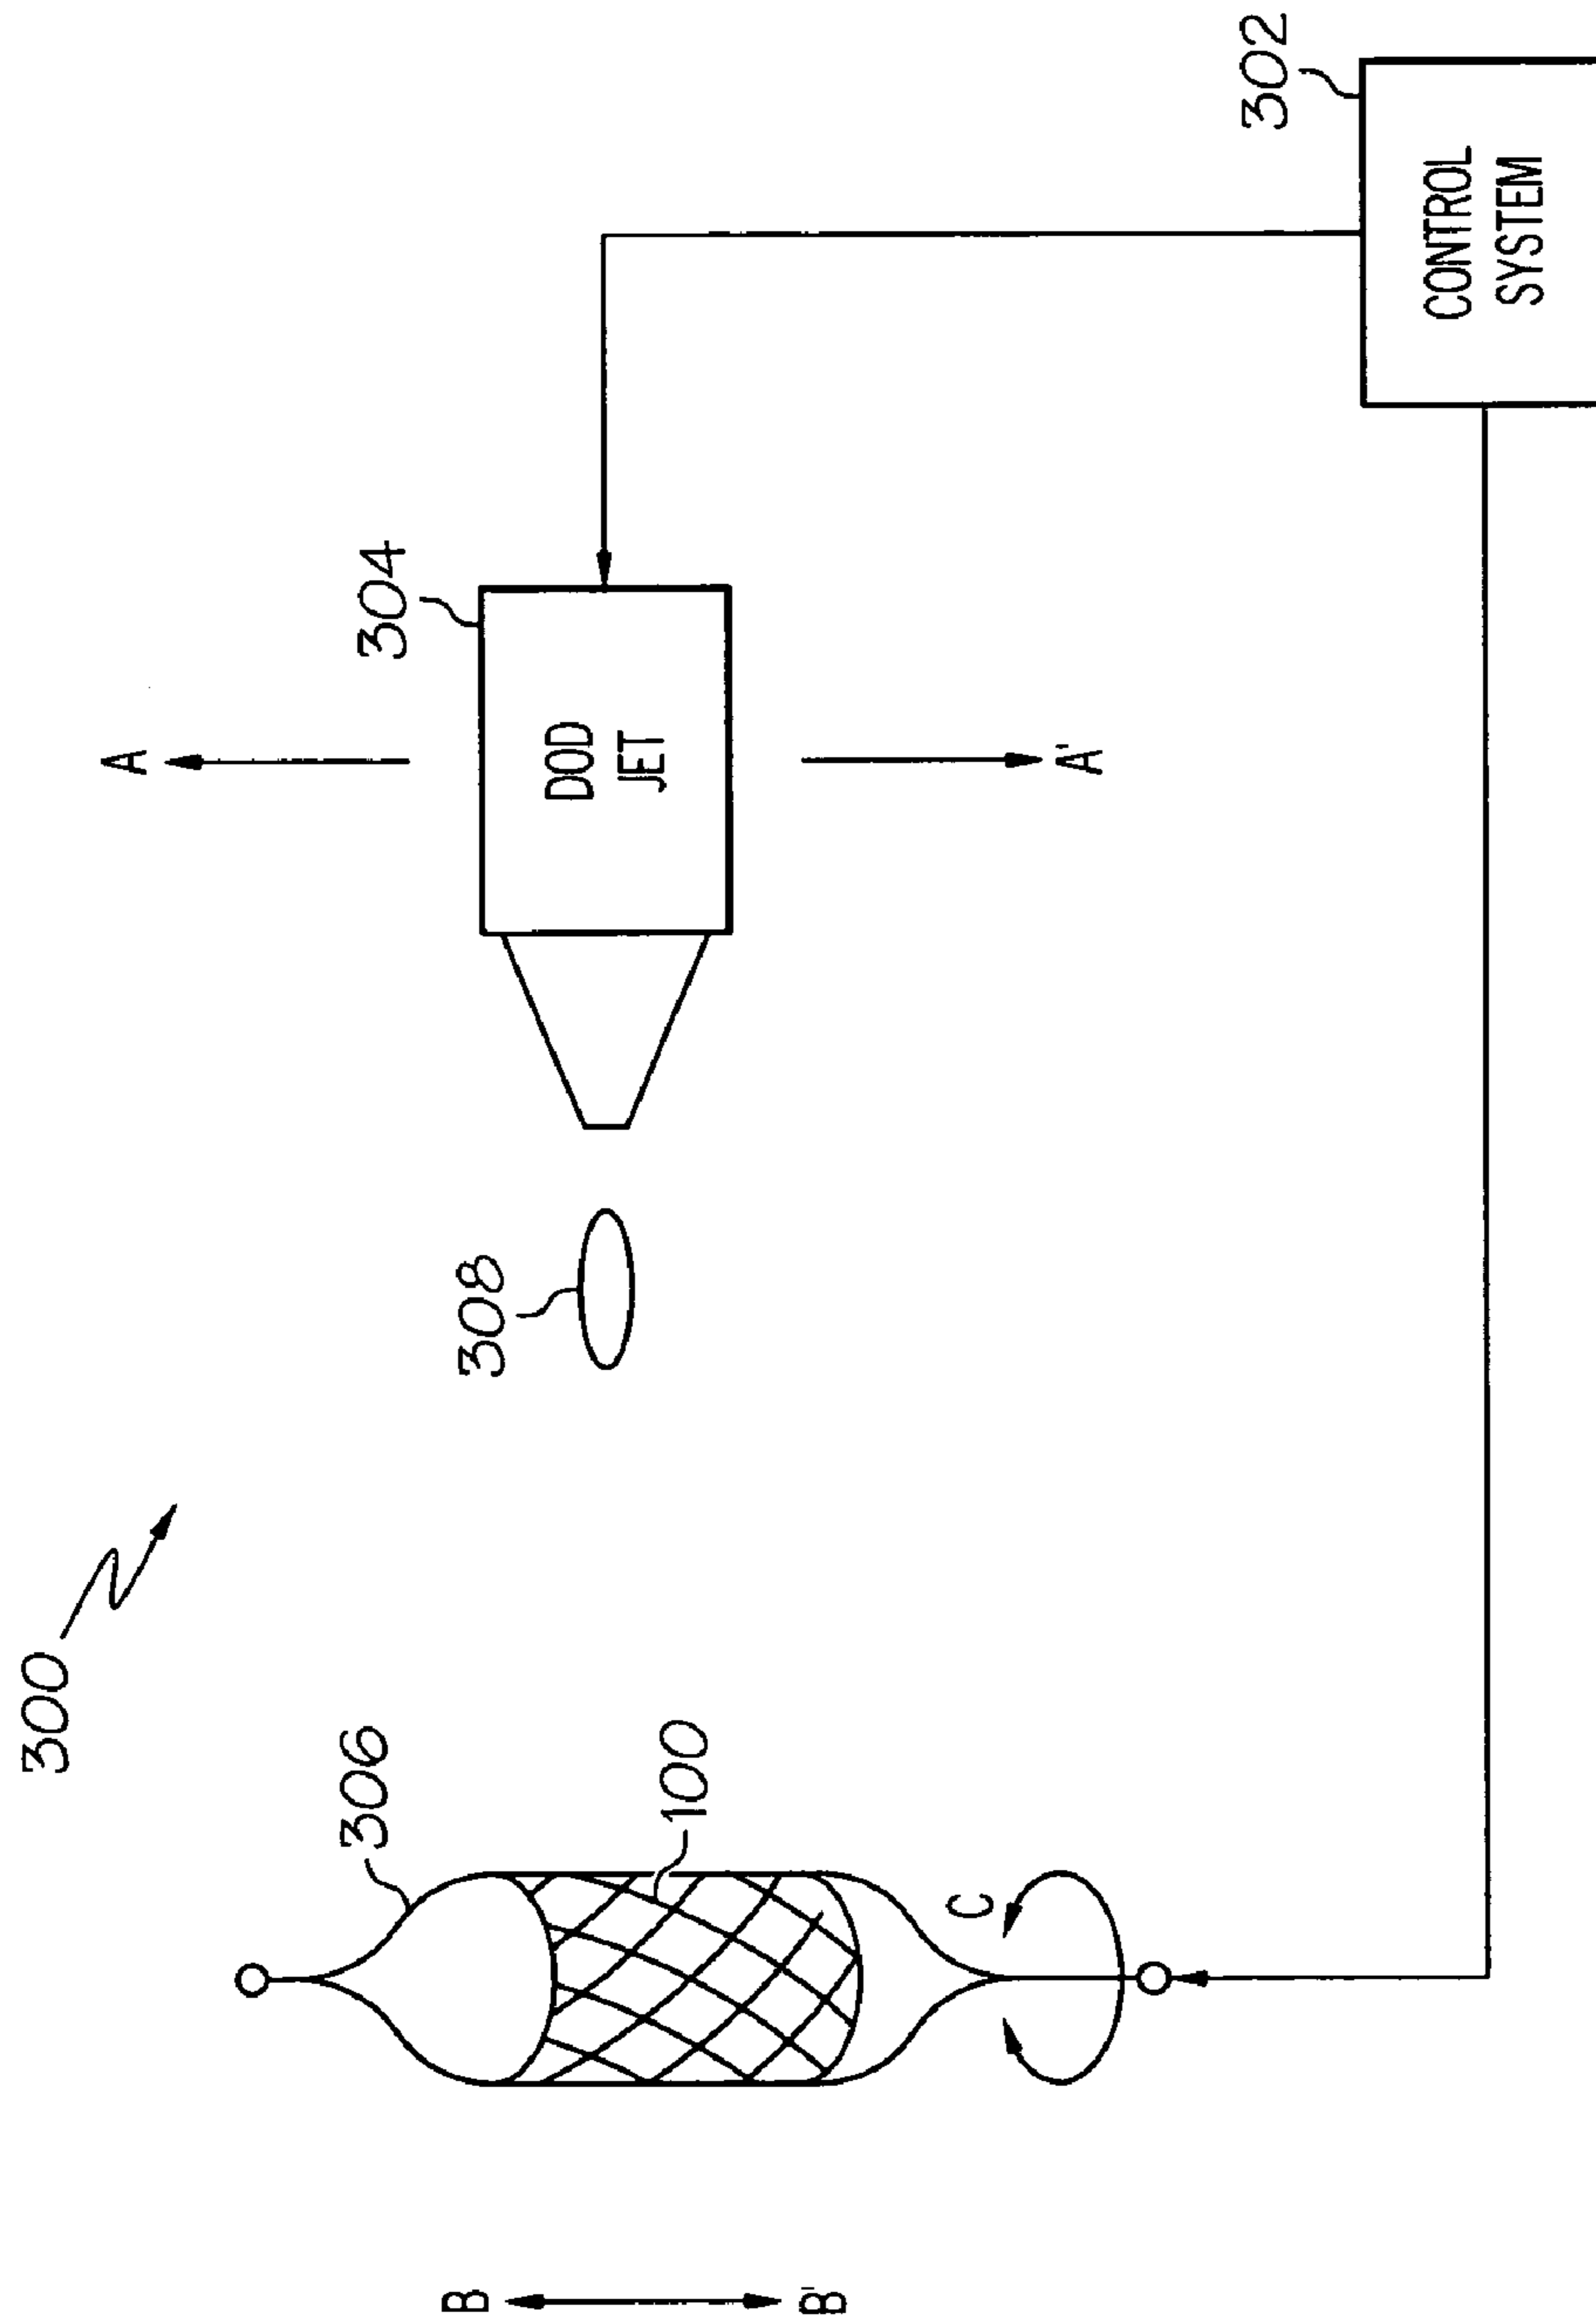 300
306
100
308
304
302
A
A'
B
B'
C
DOD
JET
CONTROL
SYSTEM